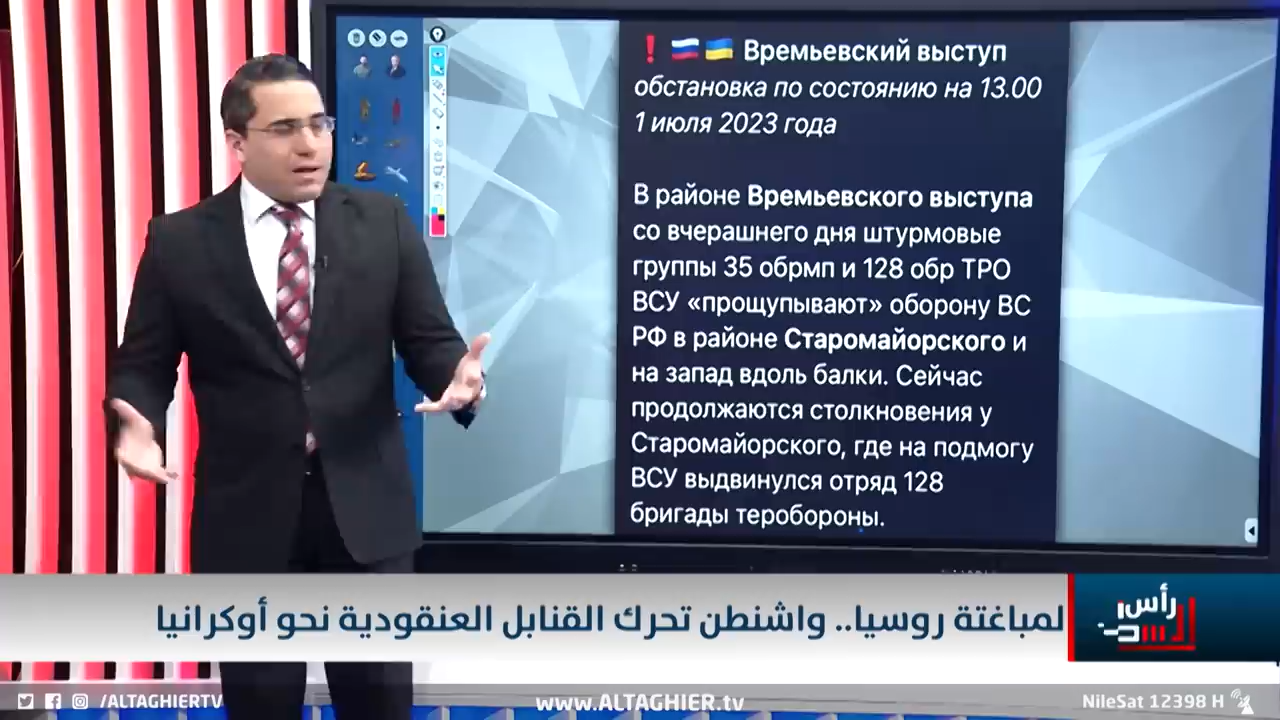 ❗🇷🇺🇺🇦 Времьевский выступ
обстановка по состоянию на 13.00
1 июля 2023 года
В районе Времьевского выступа
со вчерашнего дня штурмовые
группы 35 обрмп и 128 обр ТРО
ВСУ «прощупывают» оборону ВС
РФ в районе Старомайорского и
на запад вдоль балки. Сейчас
продолжаются столкновения у
Старомайорского, где на подмогу
ВСУ выдвинулся отряд 128
бригады теробороны.
لمباغتة روسيا.. واشنطن تحرك القنابل العنقودية نحو أوكرانيا
رأس
السطر
/ALTAGHIERTV
www.ALTAGHIER.tv
NileSat 12398 H